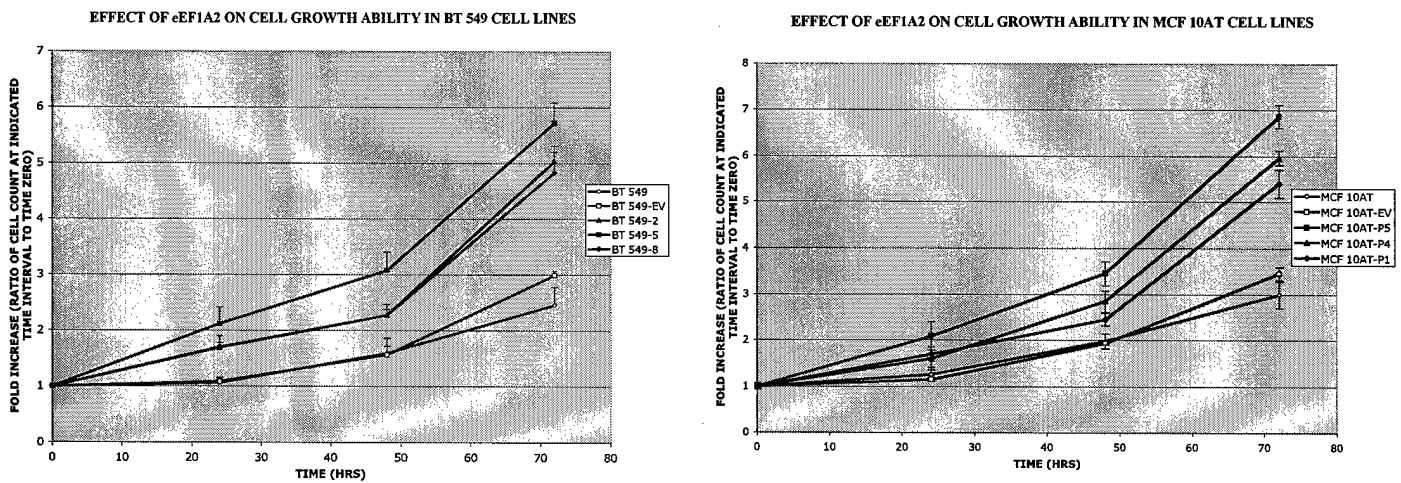 EFFECT OF eEF1A2 ON CELL GROWTH ABILITY IN BT 549 CELL LINES
FOLD INCREASE (RATIO OF CELL COUNT AT INDICATED
TIME INTERVAL TO TIME ZERO)
7
6
5
4
3
2
1
0
0 10 20 30 40 50 60 70 80
TIME (HRS)
BT 549
BT 549-EV
BT 549-2
BT 549-5
BT 549-8
EFFECT OF eEF1A2 ON CELL GROWTH ABILITY IN MCF 10AT CELL LINES
FOLD INCREASE (RATIO OF CELL COUNT AT INDICATED
TIME INTERVAL TO TIME ZERO)
8
7
6
5
4
3
2
1
0
0 10 20 30 40 50 60 70 80
TIME (HRS)
MCF 10AT
MCF 10AT-EV
MCF 10AT-P5
MCF 10AT-P4
MCF 10AT-P1